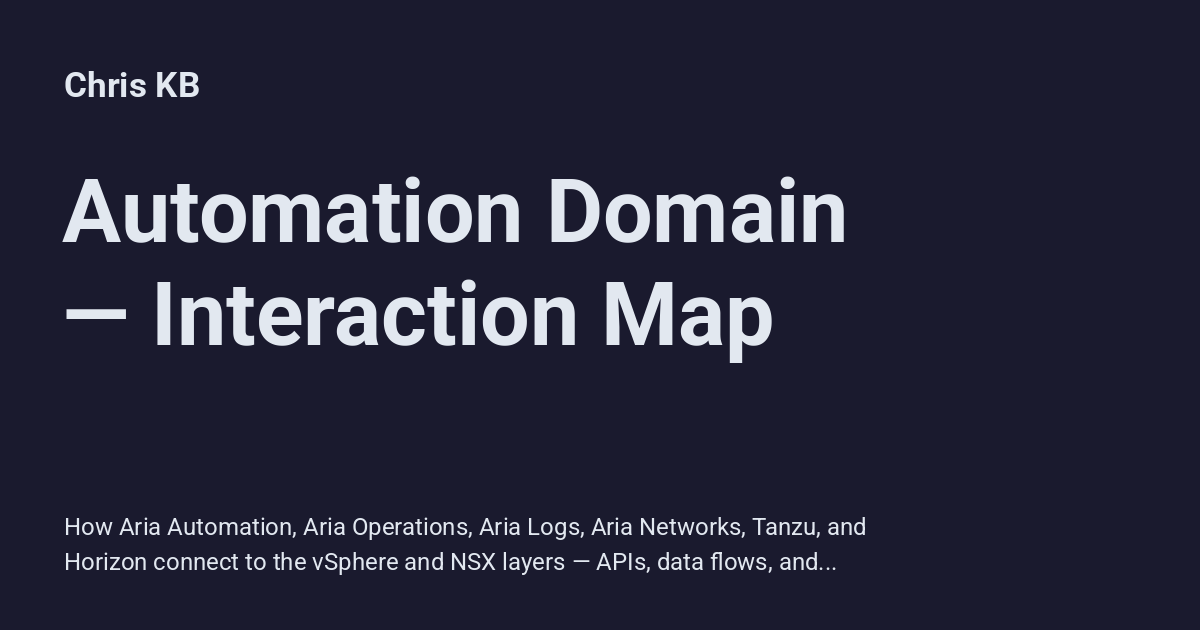 Chris KB
Automation Domain
— Interaction Map
How Aria Automation, Aria Operations, Aria Logs, Aria Networks, Tanzu, and
Horizon connect to the vSphere and NSX layers — APIs, data flows, and...